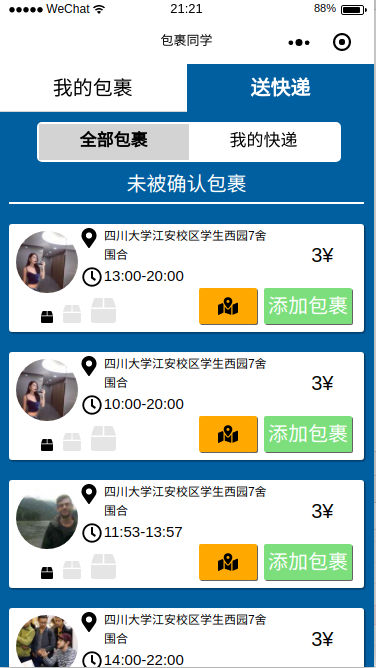 WeChat 21:21 88%
包裹同学
我的包裹 送快递
全部包裹 我的快递
未被确认包裹
四川大学江安校区学生西园7舍
围合
3¥
13:00-20:00
添加包裹
四川大学江安校区学生西园7舍
围合
3¥
10:00-20:00
添加包裹
四川大学江安校区学生西园7舍
围合
3¥
11:53-13:57
添加包裹
四川大学江安校区学生西园7舍
围合
3¥
14:00-22:00